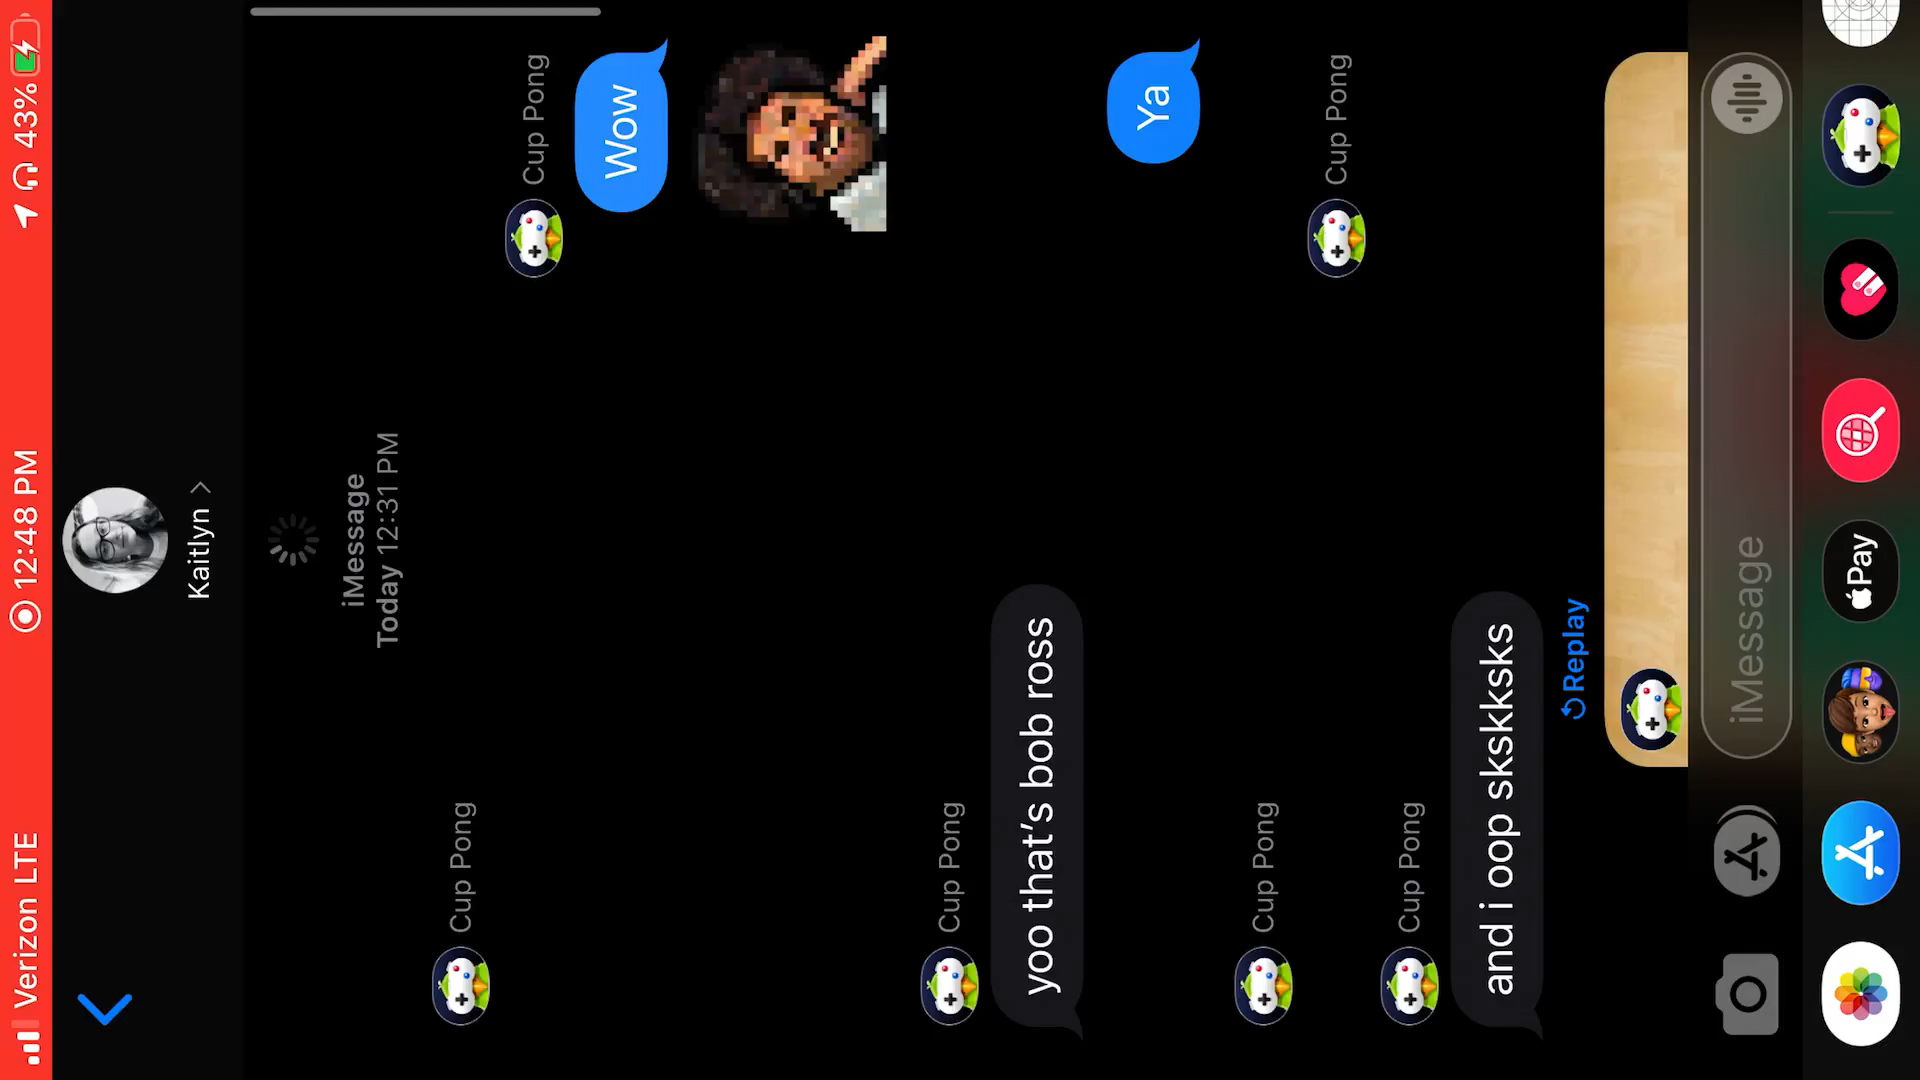 Verizon LTE 12:48 PM 43%
Kaitlyn >
iMessage
Today 12:31 PM
Cup Pong
Cup Pong
Wow
Cup Pong
yoo that's bob ross
Ya
Cup Pong
Cup Pong
Cup Pong
and i oop skskksks
Replay
iMessage
Pay